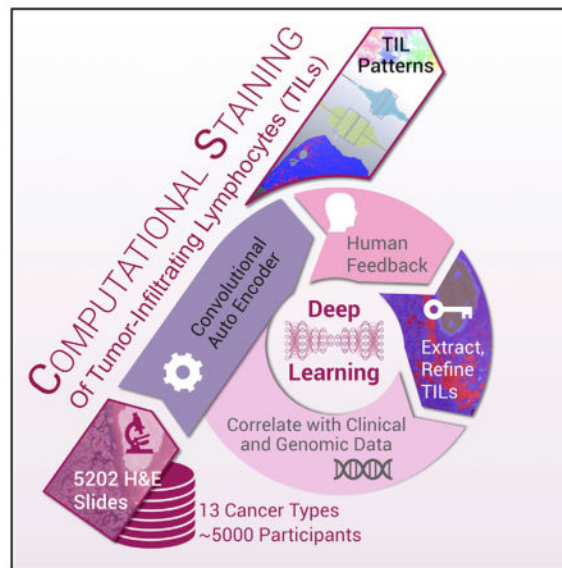 COMPUTATIONAL STAINING
Of Tumor-Infiltrating Lymphocytes (TILs)
TIL
Patterns
Convolutional
Auto Encoder
Human
Feedback
Deep
Learning
Extract,
Refine
TILs
Correlate with Clinical
and Genomic Data
5202 H&E
Slides
13 Cancer Types
~5000 Participants